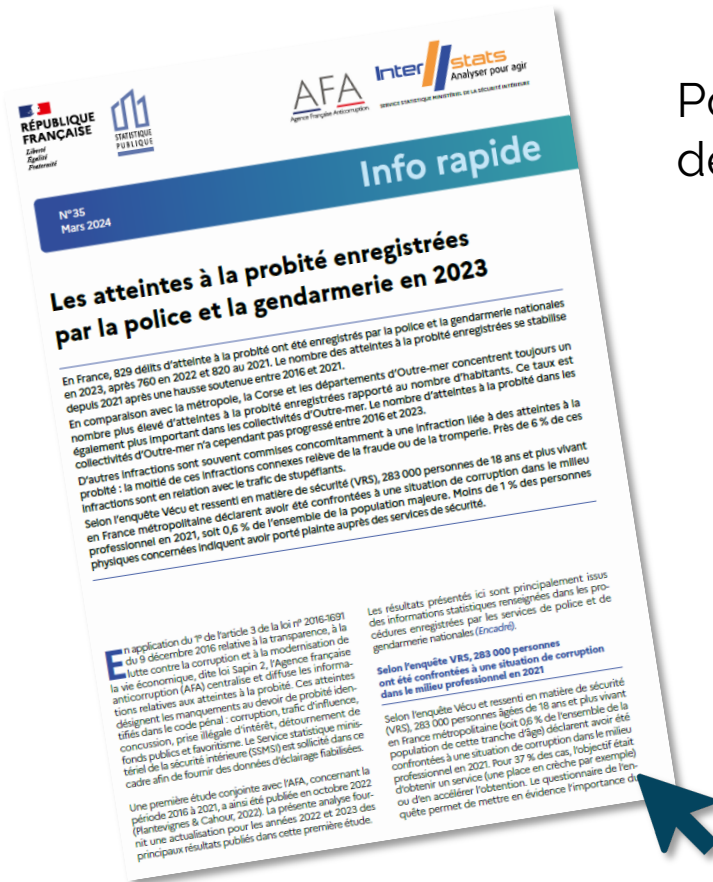 RÉPUBLIQUE
FRANÇAISE
Liberté
Égalité
Fraternité
STATISTIQUE
PUBLIQUE
AFA
Agence Française Anticorruption
InterStats
Analyser pour agir
SERVICE STATISTIQUE MINISTÉRIEL DE LA SÉCURITÉ INTÉRIEURE
Info rapide
N°35
Mars 2024
Les atteintes à la probité enregistrées
par la police et la gendarmerie en 2023
En France, 829 délits d'atteinte à la probité ont été enregistrés par la police et la gendarmerie nationales
en 2023, après 760 en 2022 et 820 au 2021. Le nombre des atteintes à la probité enregistrées se stabilise
depuis 2021 après une hausse soutenue entre 2016 et 2021.
En comparaison avec la métropole, la Corse et les départements d'Outre-mer concentrent toujours un
nombre plus élevé d'atteintes à la probité enregistrées rapporté au nombre d'habitants. Ce taux est
également plus important dans les collectivités d'Outre-mer. Le nombre d'atteintes à la probité dans les
collectivités d'Outre-mer n'a cependant pas progressé entre 2016 et 2023.
D'autres infractions sont souvent commises concomitamment à une infraction liée à des atteintes à la
probité : la moitié de ces infractions connexes relève de la fraude ou de la tromperie. Près de 6 % de ces
infractions sont en relation avec le trafic de stupéfiants.
Selon l'enquête Vécu et ressenti en matière de sécurité (VRS), 283 000 personnes de 18 ans et plus vivant
en France métropolitaine déclarent avoir été confrontées à une situation de corruption dans le milieu
professionnel en 2021, soit 0,6 % de l'ensemble de la population majeure. Moins de 1 % des personnes
physiques concernées indiquent avoir porté plainte auprès des services de sécurité.
En application du 1° de l'article 3 de la loi n° 2016-1691
du 9 décembre 2016 relative à la transparence, à la
lutte contre la corruption et à la modernisation de
la vie économique, dite loi Sapin 2, l'Agence française
anticorruption (AFA) centralise et diffuse les informa-
tions relatives aux atteintes à la probité. Ces atteintes
désignent les manquements au devoir de probité iden-
tifiés dans le code pénal : corruption, trafic d'influence,
concussion, prise illégale d'intérêt, détournement de
fonds publics et favoritisme. Le Service statistique minis-
tériel de la sécurité intérieure (SSMSI) est sollicité dans ce
cadre afin de fournir des données d'éclairage fiabilisées.
Une première étude conjointe avec l'AFA, concernant la
période 2016 à 2021, a ainsi été publiée en octobre 2022
(Plantevignes & Cahour, 2022). La présente analyse four-
nit une actualisation pour les années 2022 et 2023 des
principaux résultats publiés dans cette première étude.
Les résultats présentés ici sont principalement issus
des informations statistiques renseignées dans les pro-
cédures enregistrées par les services de police et de
gendarmerie nationales (Encadré).
Selon l'enquête VRS, 283 000 personnes
ont été confrontées à une situation de corruption
dans le milieu professionnel en 2021
Selon l'enquête Vécu et ressenti en matière de sécurité
(VRS), 283 000 personnes âgées de 18 ans et plus vivant
en France métropolitaine (soit 0,6 % de l'ensemble de la
population de cette tranche d'âge) déclarent avoir été
confrontées à une situation de corruption dans le milieu
professionnel en 2021. Pour 37 % des cas, l'objectif était
d'obtenir un service (une place en crèche par exemple)
ou d'en accélérer l'obtention. Le questionnaire de l'en-
quête permet de mettre en évidence l'importance du